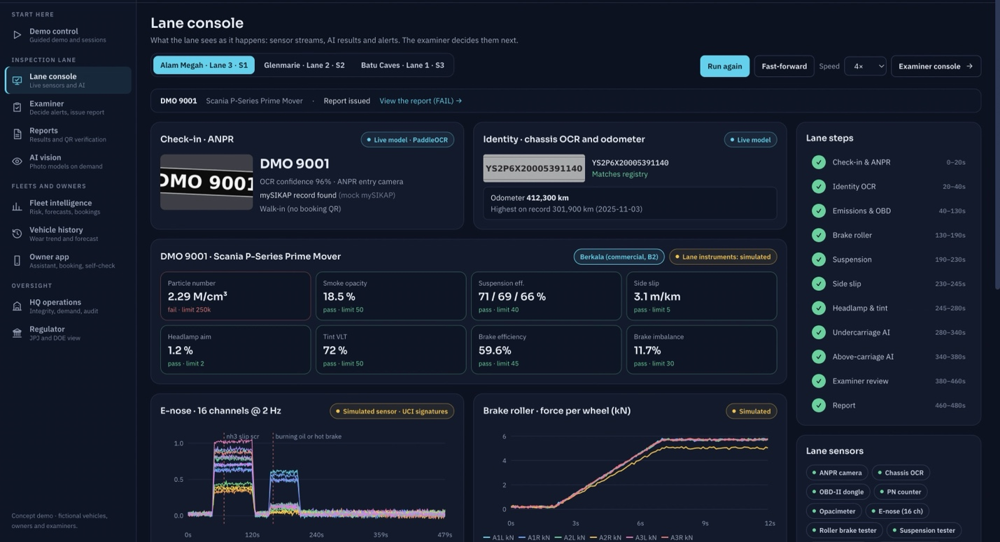 START HERE
Demo control
Guided demo and sessions
INSPECTION LANE
Lane console
Live sensors and AI
Examiner
Decide alerts, issue report
Reports
Results and QR verification
AI vision
Photo models on demand
FLEETS AND OWNERS
Fleet intelligence
Risk, forecasts, bookings
Vehicle history
Wear trend and forecast
Owner app
Assistant, booking, self-check
OVERSIGHT
HQ operations
Integrity, demand, audit
Regulator
JPJ and DOE view
Concept demo · fictional vehicles,
owners and examiners.
Lane console
What the lane sees as it happens: sensor streams, AI results and alerts. The examiner decides them next.
Alam Megah · Lane 3 · S1 Glenmarie · Lane 2 · S2 Batu Caves · Lane 1 · S3
Run again Fast-forward Speed 4× Examiner console →
DMO 9001 Scania P-Series Prime Mover · Report issued View the report (FAIL) →
Check-in · ANPR
Live model · PaddleOCR
DMO 9001
DMO 9001
OCR confidence 96% · ANPR entry camera
mySIKAP record found (mock mySIKAP)
Walk-in (no booking QR)
Identity · chassis OCR and odometer
Live model
YS2P6X20005391140
YS2P6X20005391140
Matches registry
Odometer 412,300 km
Highest on record 301,900 km (2025-11-03)
DMO 9001 · Scania P-Series Prime Mover
Berkala (commercial, B2)
Lane instruments: simulated
Particle number
2.29 M/cm³
fail · limit 250k
Smoke opacity
18.5 %
pass · limit 50
Suspension eff.
71 / 69 / 66 %
pass · limit 40
Side slip
3.1 m/km
pass · limit 5
Headlamp aim
1.2 %
pass · limit 2
Tint VLT
72 %
pass · limit 50
Brake efficiency
59.6%
pass · limit 45
Brake imbalance
11.7%
pass · limit 30
E-nose · 16 channels @ 2 Hz
Simulated sensor · UCI signatures
nh3 slip scr
burning oil or hot brake
1.0
0.5
0.0
0s 120s 240s 359s 479s
Brake roller · force per wheel (kN)
Simulated
6
4
2
0
0s 3s 6s 9s 12s
A1L kN A1R kN A2L kN A2R kN A3L kN A3R kN
Lane steps
Check-in & ANPR 0–20s
Identity OCR 20–40s
Emissions & OBD 40–130s
Brake roller 130–190s
Suspension 190–230s
Side slip 230–245s
Headlamp & tint 245–280s
Undercarriage AI 280–340s
Above-carriage AI 340–380s
Examiner review 380–460s
Report 460–480s
Lane sensors
ANPR camera Chassis OCR
OBD-II dongle PN counter
Opacimeter E-nose (16 ch)
Roller brake tester Suspension tester